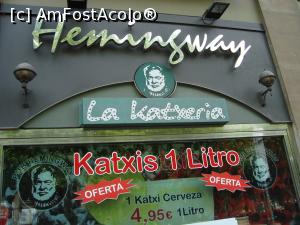 (c) AmFostAcolo®
Hemingway
La Katxeria
Katxis 1 Litro
OFERTA
OFERTA
1 Katxi Cerveza
4,95€ 1Litro